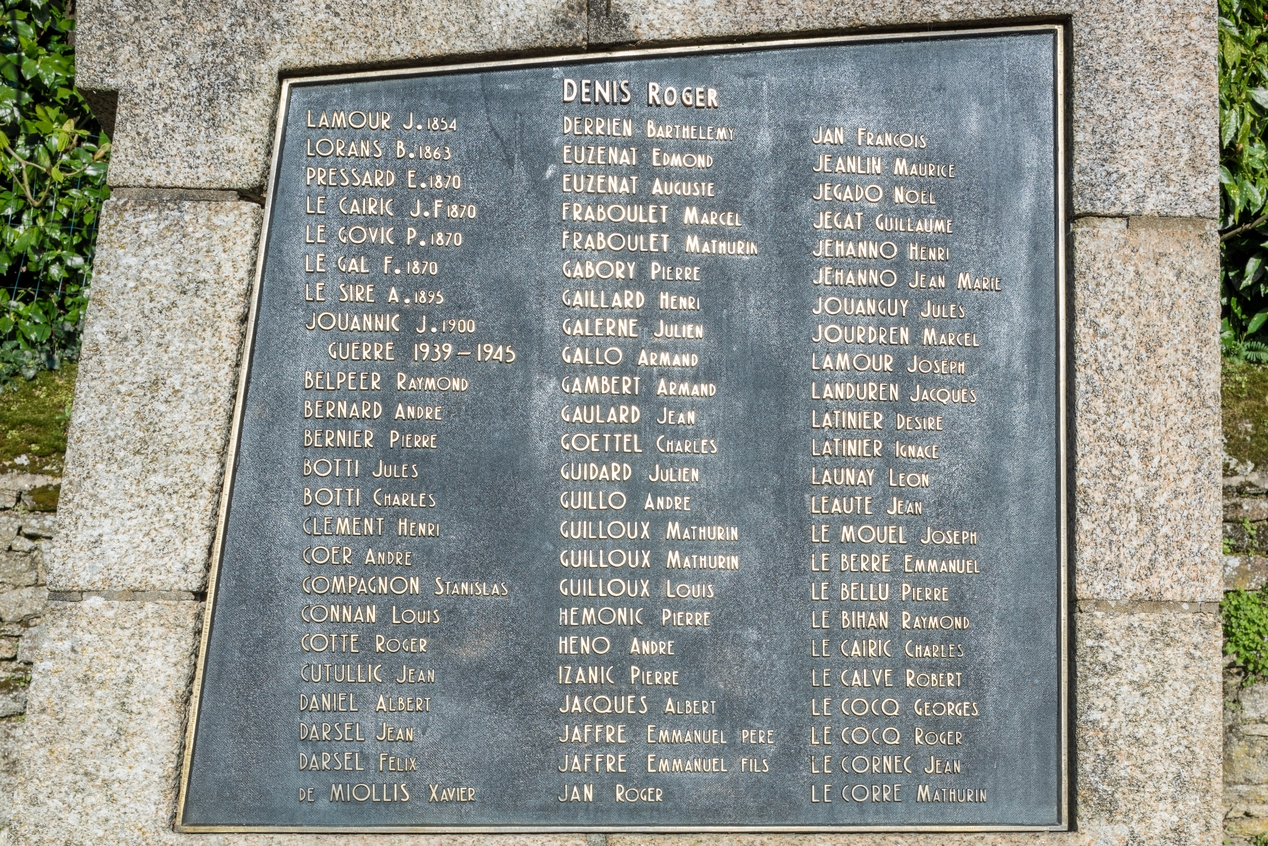 LAMOUR J. 1854
LORANS B. 1863
PRESSARD E. 1870
LE CAIRIC J.F 1870
LE GOVIC P. 1870
LE GAL F. 1870
LE SIRE A. 1895
JOUANNIC J. 1900
GUERRE 1939-1945
BELPEER RAYMOND
BERNARD ANDRE
BERNIER PIERRE
BOTTI JULES
BOTTI CHARLES
CLEMENT HENRI
COER ANDRE
COMPAGNON STANISLAS
CONNAN LOUIS
COTTE ROGER
CUTULLIC JEAN
DANIEL ALBERT
DARSEL JEAN
DARSEL FELIX
DE MIOLLIS XAVIER
DENIS ROGER
DERRIEN BARTHELEMY
EUZENAT EDMOND
EUZENAT AUGUSTE
FRABOULET MARCEL
FRABOULET MATHURIN
GABORY PIERRE
GAILLARD HENRI
GALERNE JULIEN
GALLO ARMAND
GAMBERT ARMAND
GAULARD JEAN
GOETTEL CHARLES
GUIDARD JULIEN
GUILLO ANDRE
GUILLOUX MATHURIN
GUILLOUX MATHURIN
GUILLOUX LOUIS
HEMONIC PIERRE
HENO ANDRE
IZANIC PIERRE
JACQUES ALBERT
JAFFRE EMMANUEL PERE
JAFFRE EMMANUEL FILS
JAN ROGER
JAN FRANCOIS
JEANLIN MAURICE
JEGADO NOEL
JEGAT GUILLAUME
JEHANNO HENRI
JEHANNO JEAN MARIE
JOUANGUY JULES
JOURDREN MARCEL
LAMOUR JOSEPH
LANDUREN JACQUES
LATINIER DESIRE
LATINIER IGNACE
LAUNAY LEON
LEAUTE JEAN
LE MOUEL JOSEPH
LE BERRE EMMANUEL
LE BELLU PIERRE
LE BIHAN RAYMOND
LE CAIRIC CHARLES
LE CALVE ROBERT
LE COCQ GEORGES
LE COCQ ROGER
LE CORNEC JEAN
LE CORRE MATHURIN